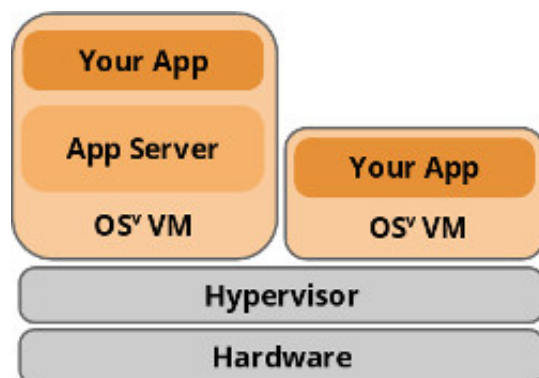 Your App
App Server
OSᵛ VM
Your App
OSᵛ VM
Hypervisor
Hardware